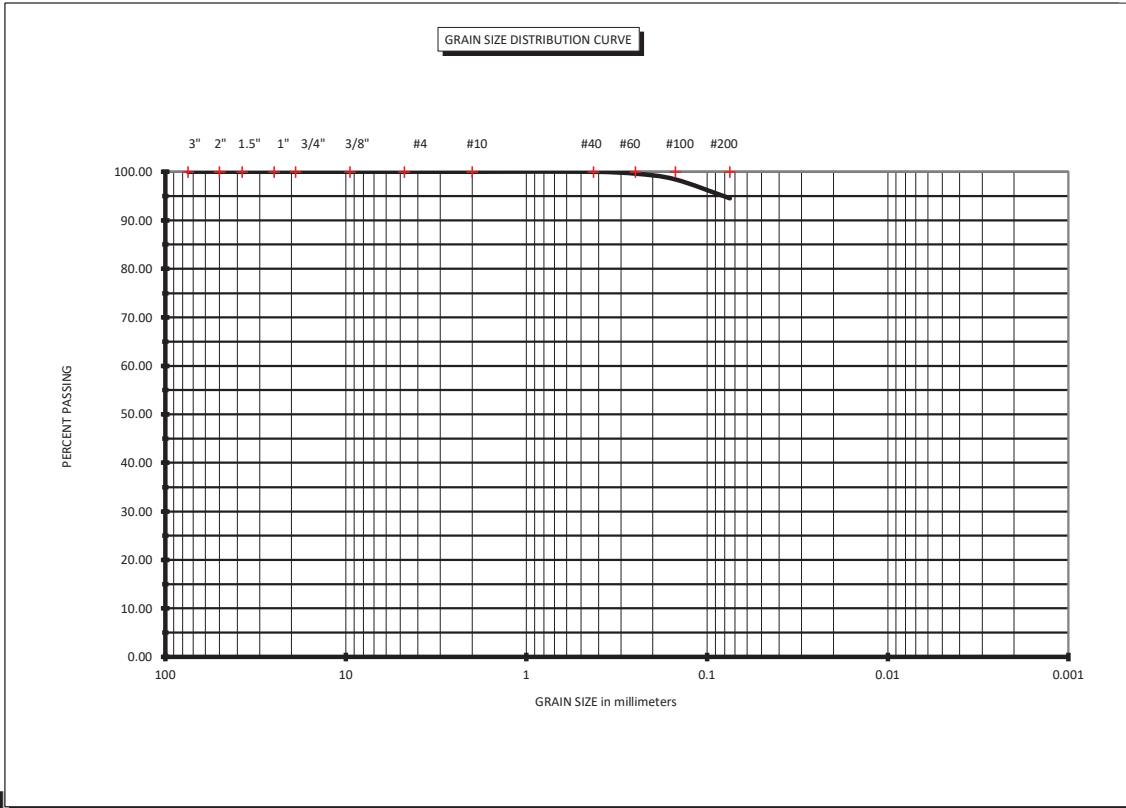 GRAIN SIZE DISTRIBUTION CURVE
3" 2" 1.5" 1" 3/4" 3/8" #4 #10 #40 #60 #100 #200
100.00
90.00
80.00
70.00
60.00
50.00
40.00
30.00
20.00
10.00
0.00
PERCENT PASSING
100 10 1 0.1 0.01 0.001
GRAIN SIZE in millimeters